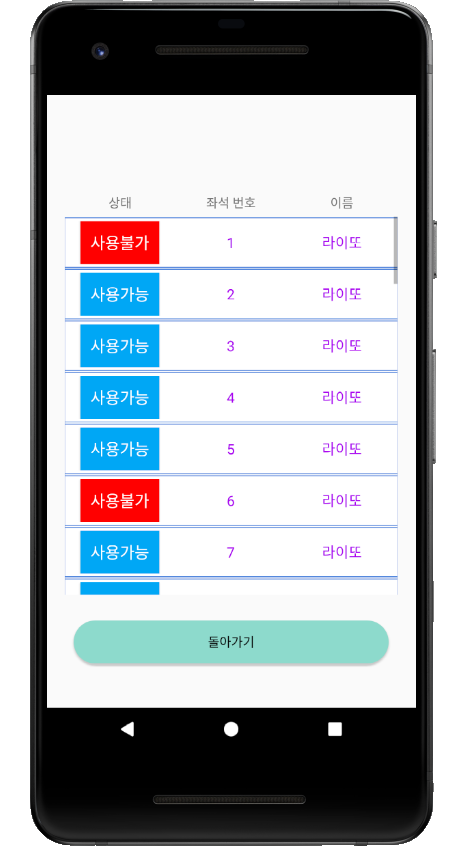 상태 좌석 번호 이름
사용불가 1 라이또
사용가능 2 라이또
사용가능 3 라이또
사용가능 4 라이또
사용가능 5 라이또
사용불가 6 라이또
사용가능 7 라이또
돌아가기